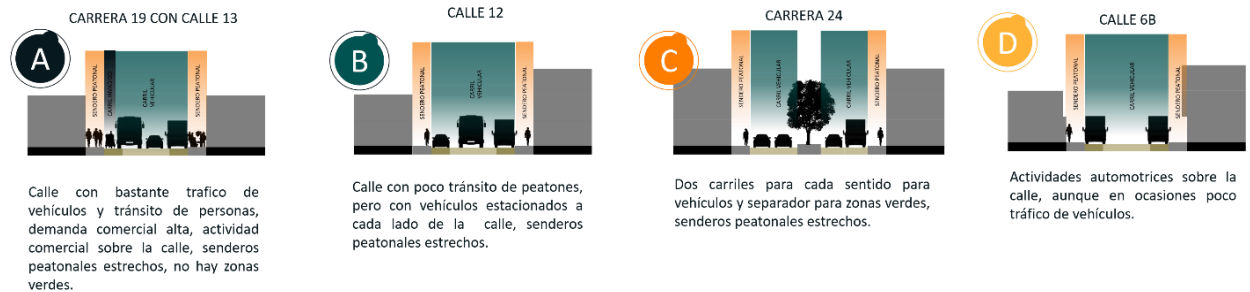 CARRERA 19 CON CALLE 13
A
SENDERO PEATONAL
CARRIL INVADIDO
CARRIL
VEHICULAR
SENDERO PEATONAL
Calle con bastante trafico de
vehículos y tránsito de personas,
demanda comercial alta, actividad
comercial sobre la calle, senderos
peatonales estrechos, no hay zonas
verdes.
CALLE 12
B
SENDERO PEATONAL
CARRIL
VEHICULAR
SENDERO PEATONAL
Calle con poco tránsito de peatones,
pero con vehículos estacionados a
cada lado de la calle, senderos
peatonales estrechos.
CARRERA 24
C
SENDERO PEATONAL
CARRIL VEHICULAR
CARRIL VEHICULAR
SENDERO PEATONAL
Dos carriles para cada sentido para
vehículos y separador para zonas verdes,
senderos peatonales estrechos.
CALLE 6B
D
SENDERO PEATONAL
CARRIL VEHICULAR
SENDERO PEATONAL
Actividades automotrices sobre la
calle, aunque en ocasiones poco
tráfico de vehículos.